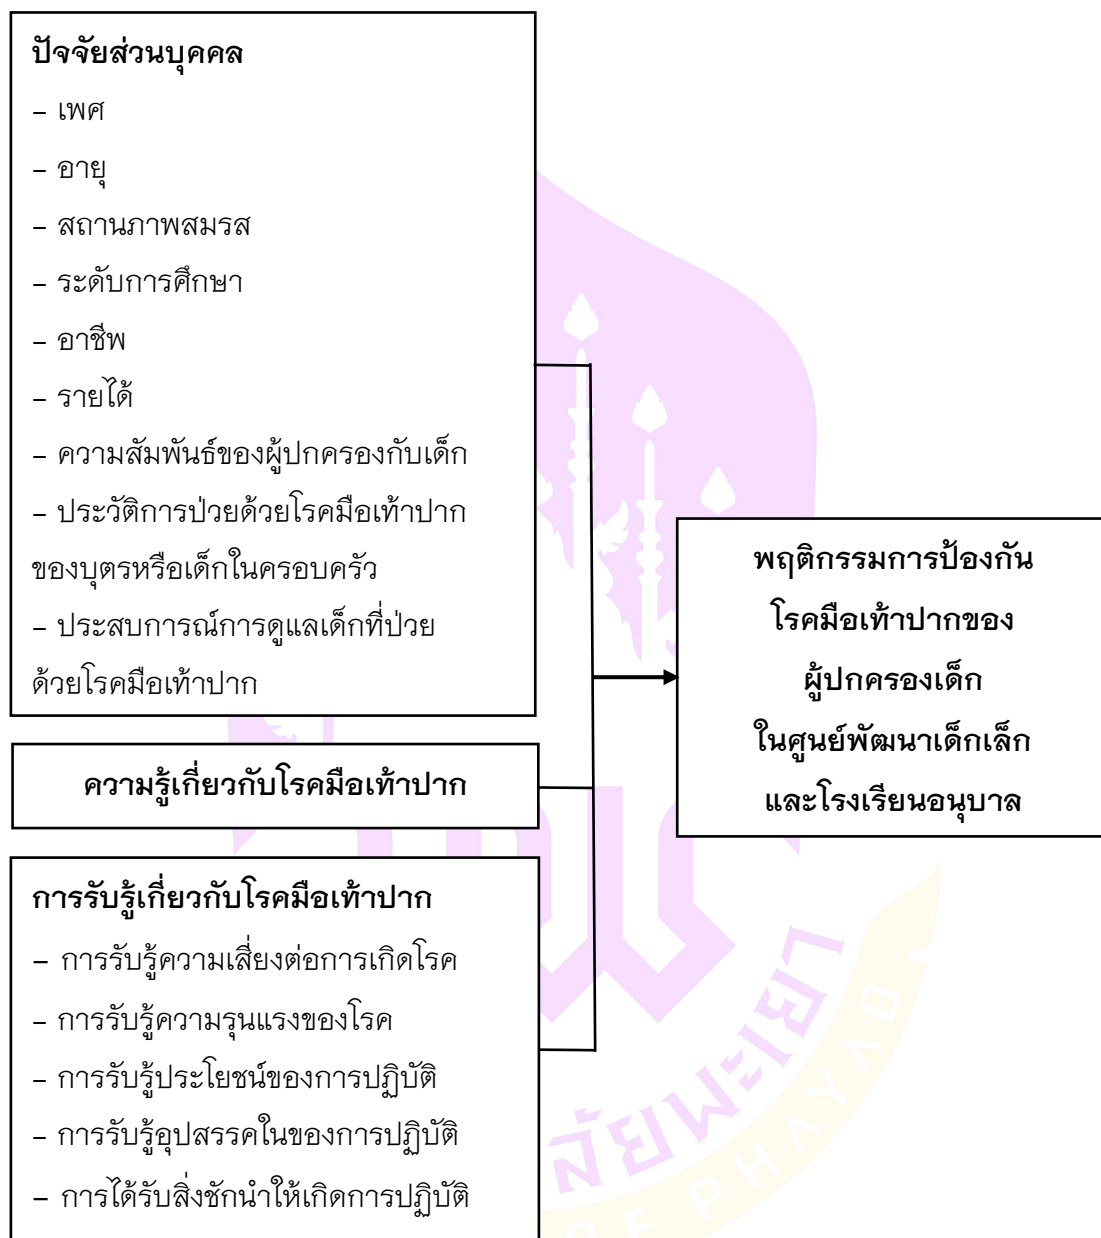 ปัจจัยส่วนบุคคล
- เพศ
- อายุ
- สถานภาพสมรส
- ระดับการศึกษา
- อาชีพ
- รายได้
- ความสัมพันธ์ของผู้ปกครองกับเด็ก
- ประวัติการป่วยด้วยโรคมือเท้าปาก
ของบุตรหรือเด็กในครอบครัว
- ประสบการณ์การดูแลเด็กที่ป่วย
ด้วยโรคมือเท้าปาก
ความรู้เกี่ยวกับโรคมือเท้าปาก
การรับรู้เกี่ยวกับโรคมือเท้าปาก
- การรับรู้ความเสี่ยงต่อการเกิดโรค
- การรับรู้ความรุนแรงของโรค
- การรับรู้ประโยชน์ของการปฏิบัติ
- การรับรู้อุปสรรคในของการปฏิบัติ
- การได้รับสิ่งชักนำให้เกิดการปฏิบัติ
พฤติกรรมการป้องกัน
โรคมือเท้าปากของ
ผู้ปกครองเด็ก
ในศูนย์พัฒนาเด็กเล็ก
และโรงเรียนอนุบาล
ลัยพะเยา
PHAYAO